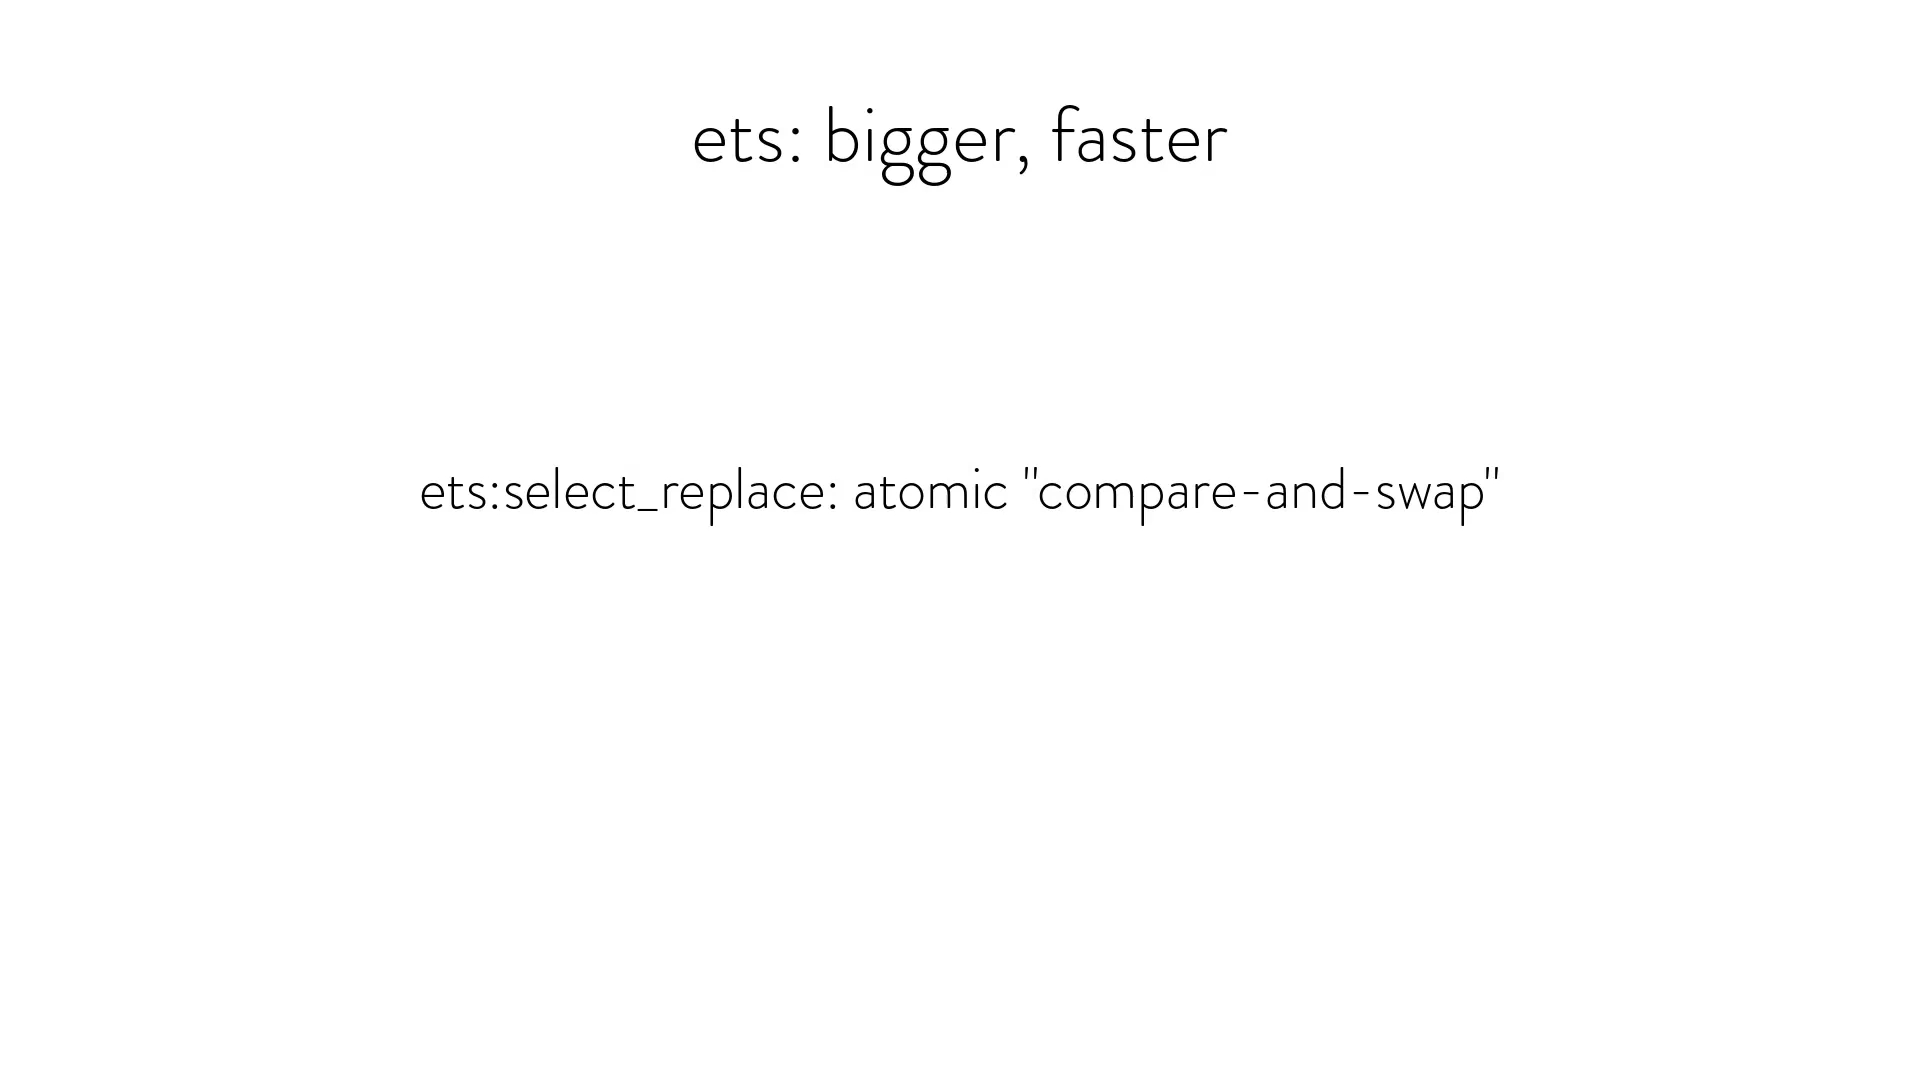 ets: bigger, faster
ets:select_replace: atomic "compare-and-swap"